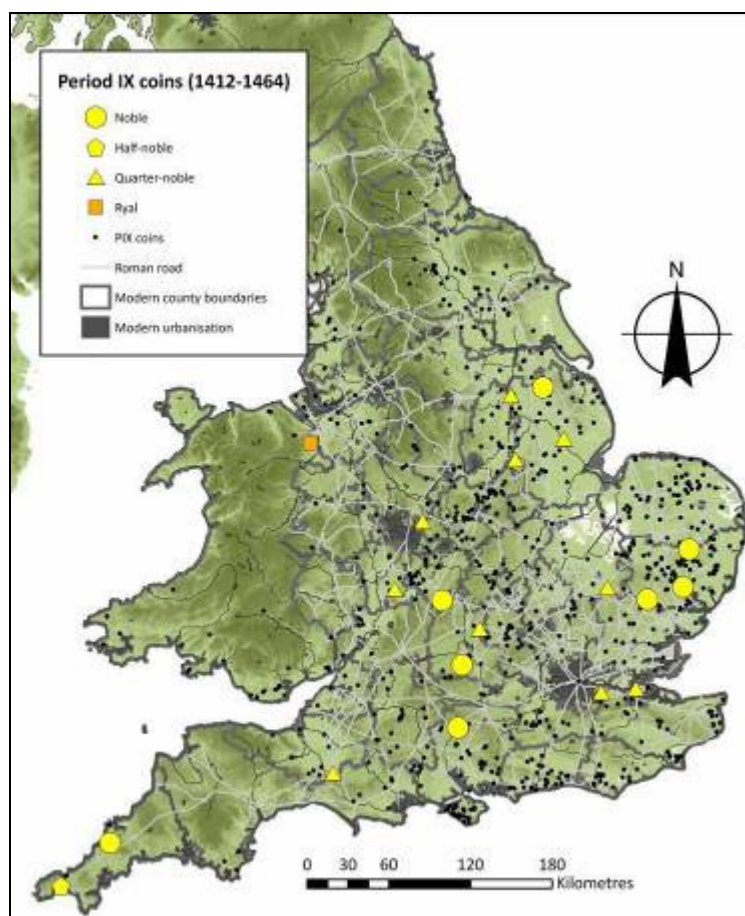 Period IX coins (1412-1464)
Noble
Half-noble
Quarter-noble
Ryal
PIX coins
Roman road
Modern county boundaries
Modern urbanisation
N
0 30 60 120 180
Kilometres